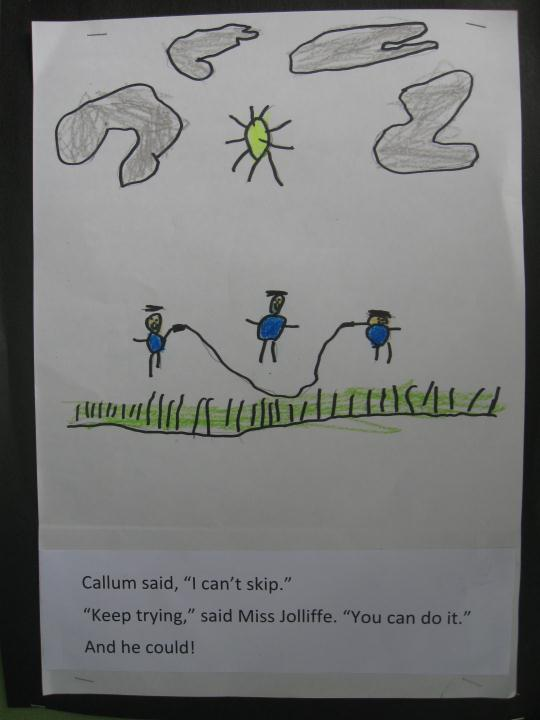 Callum said, “I can’t skip.”
“Keep trying,” said Miss Jolliffe. “You can do it.”
And he could!